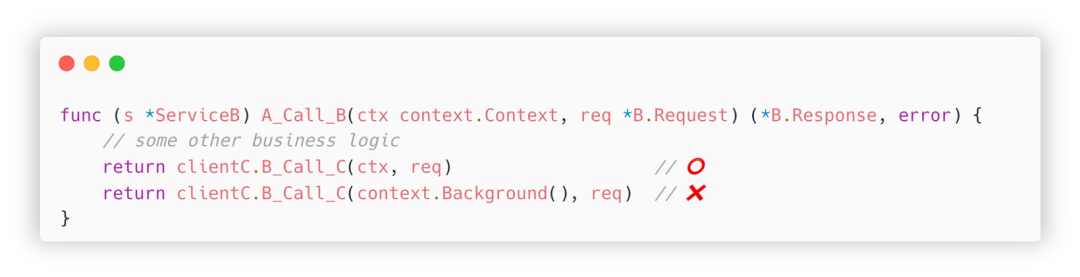 func (s *ServiceB) A_Call_B(ctx context.Context, req *B.Request) (*B.Response, error) {
    // some other business logic
    return clientC.B_Call_C(ctx, req)                   // ⭕
    return clientC.B_Call_C(context.Background(), req)  // ❌
}